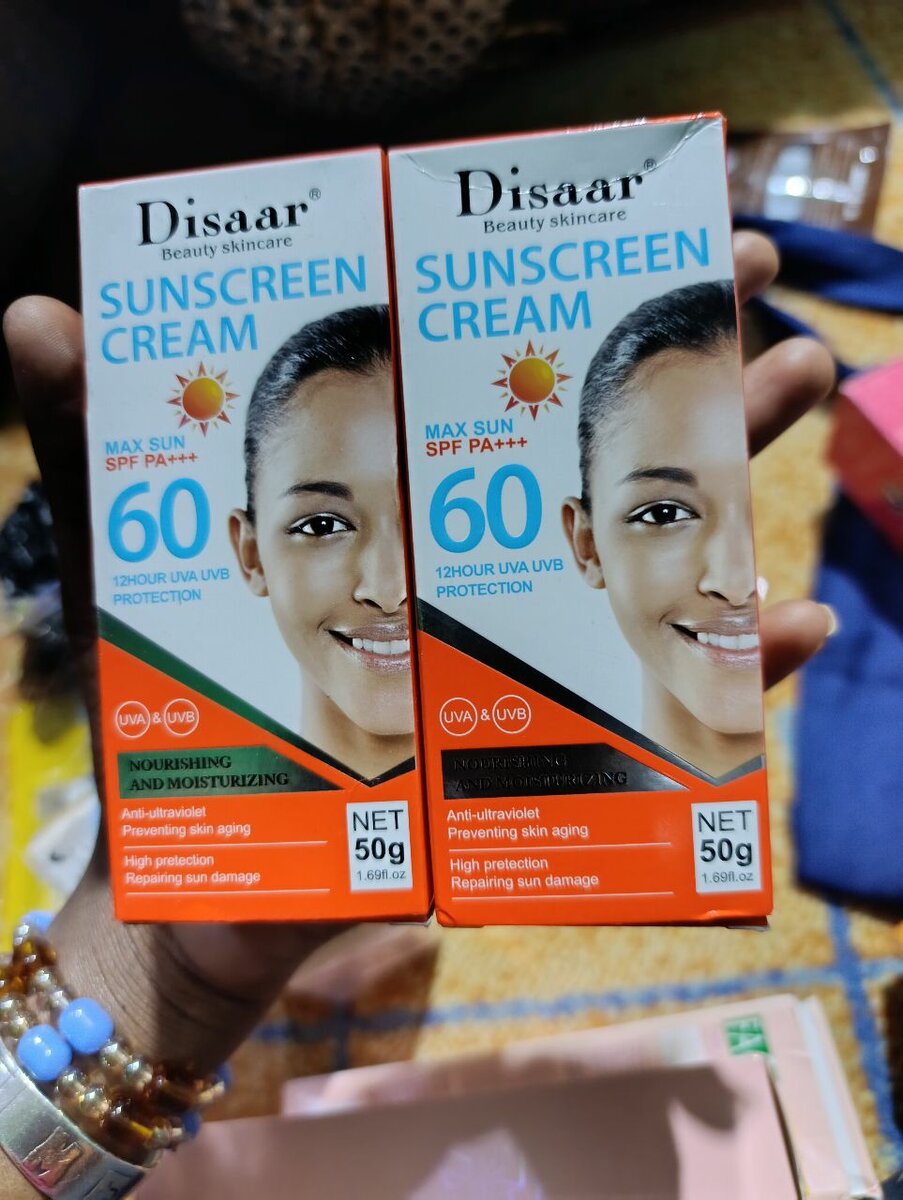 Disaar®
Beauty skincare
SUNSCREEN
CREAM
MAX SUN
SPF PA+++
60
12HOUR UVA UVB
PROTECTION
UVA & UVB
NOURISHING
AND MOISTURIZING
Anti-ultraviolet
Preventing skin aging
High pretection
Repairing sun damage
NET
50g
1.69fl.oz
Disaar®
Beauty skincare
SUNSCREEN
CREAM
MAX SUN
SPF PA+++
60
12HOUR UVA UVB
PROTECTION
UVA & UVB
NOURISHING
AND MOISTURIZING
Anti-ultraviolet
Preventing skin aging
High pretection
Repairing sun damage
NET
50g
1.69fl.oz